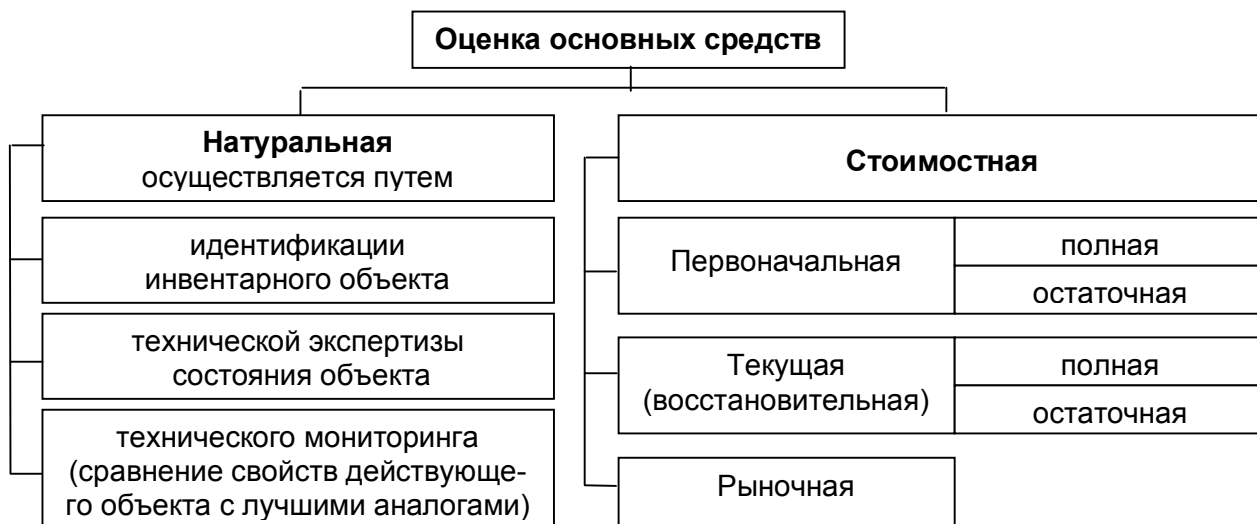 Оценка основных средств
Натуральная
осуществляется путем
идентификации
инвентарного объекта
технической экспертизы
состояния объекта
технического мониторинга
(сравнение свойств действующе-
го объекта с лучшими аналогами)
Стоимостная
Первоначальная
полная
остаточная
Текущая
(восстановительная)
полная
остаточная
Рыночная